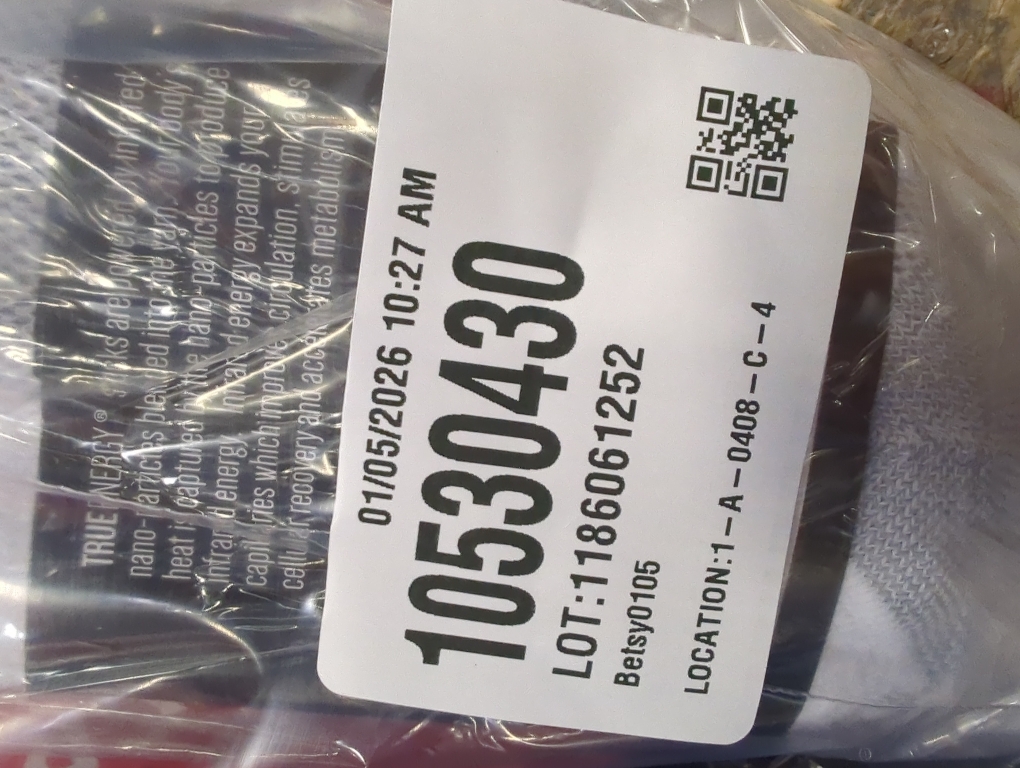 TRUE ENERGY® Socks are powered by infrared
nano-particles blended into the yarn. Your body
heat is captured by the nano-particles to produce
infrared energy. Infrared energy expands your
capillaries which improve circulation, stimulates
cellular recovery and accelerates metabolism
01/05/2026 10:27 AM
10530430
LOT:1186061252
Betsy0105
LOCATION:1-A-0408-C-4